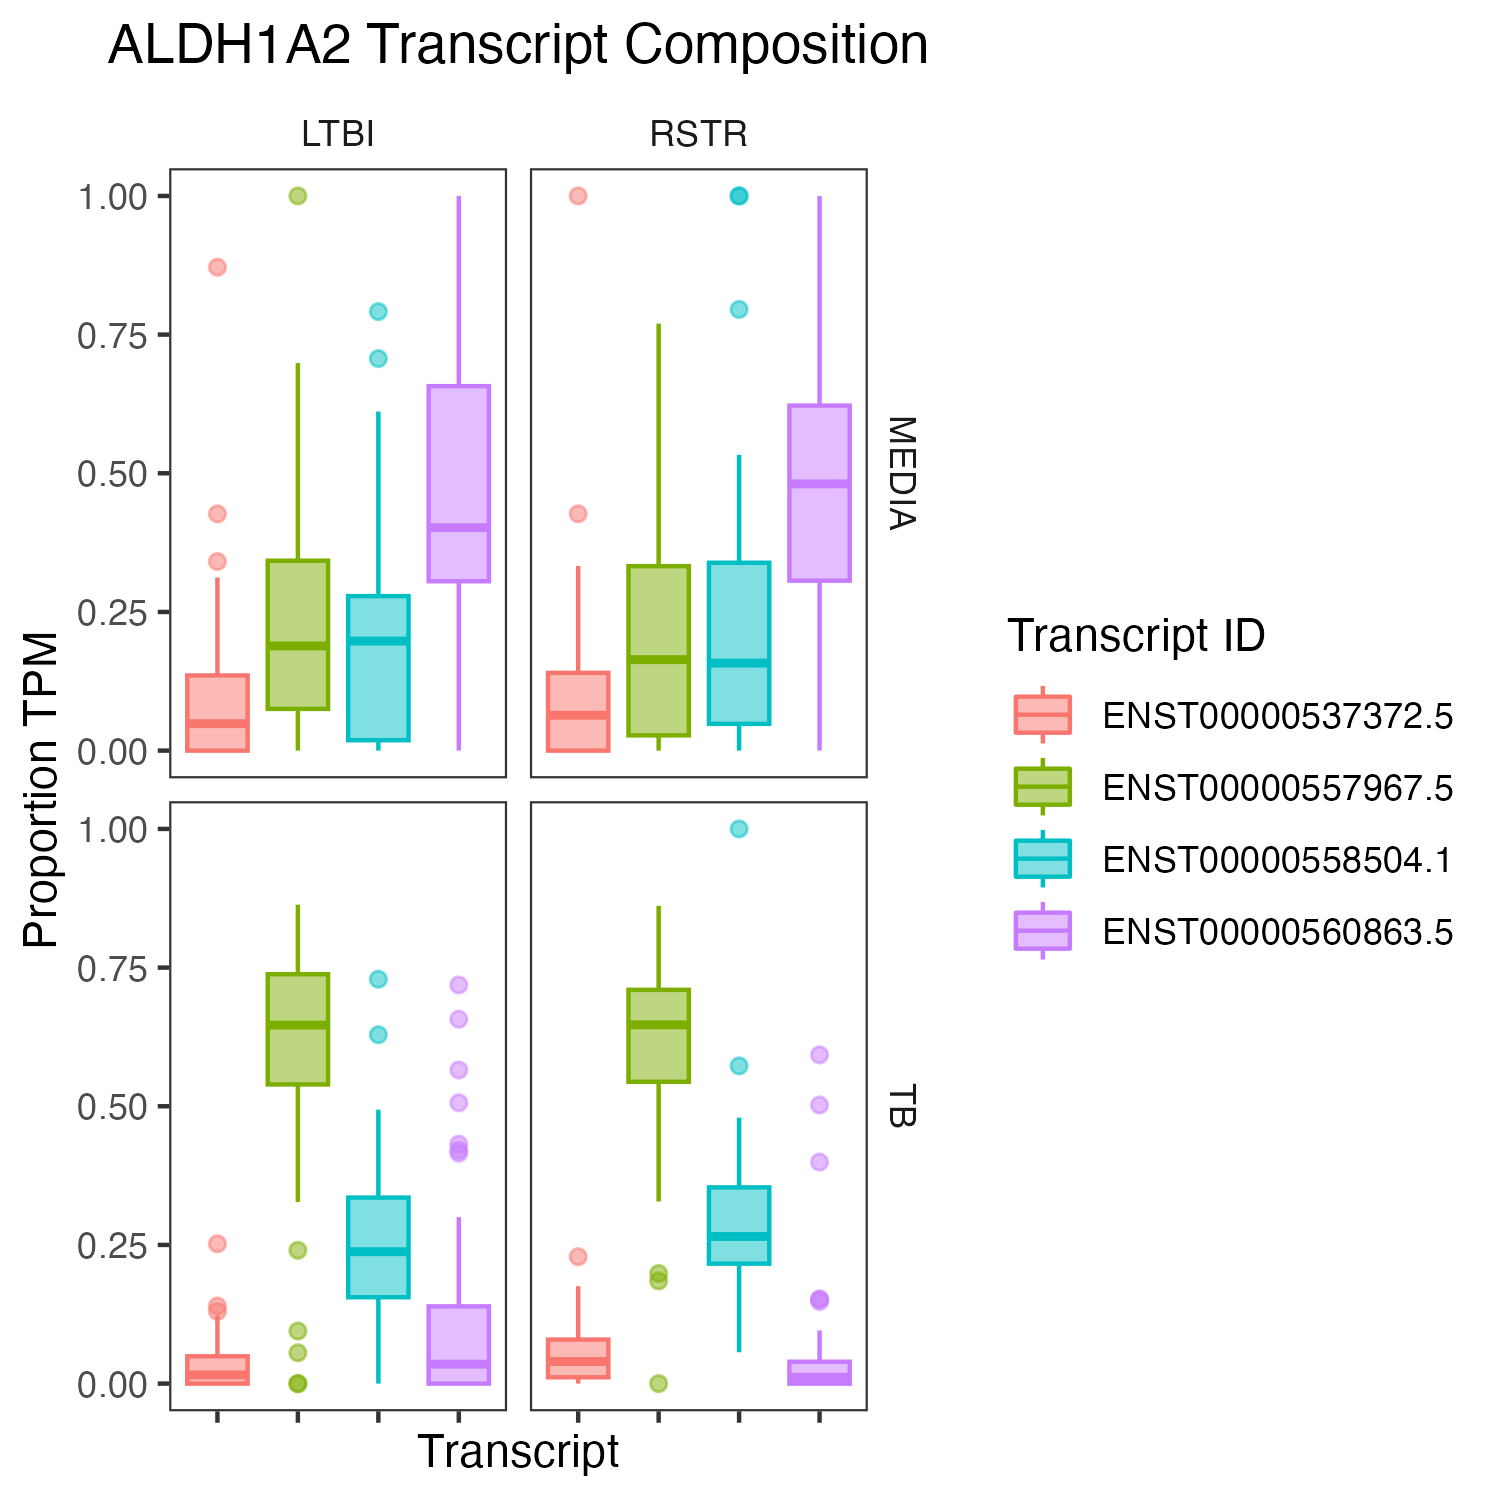 ALDH1A2 Transcript Composition
LTBI
RSTR
1.00
0.75
0.50
0.25
0.00
MEDIA
1.00
0.75
0.50
0.25
0.00
TB
Proportion TPM
Transcript
Transcript ID
ENST00000537372.5
ENST00000557967.5
ENST00000558504.1
ENST00000560863.5